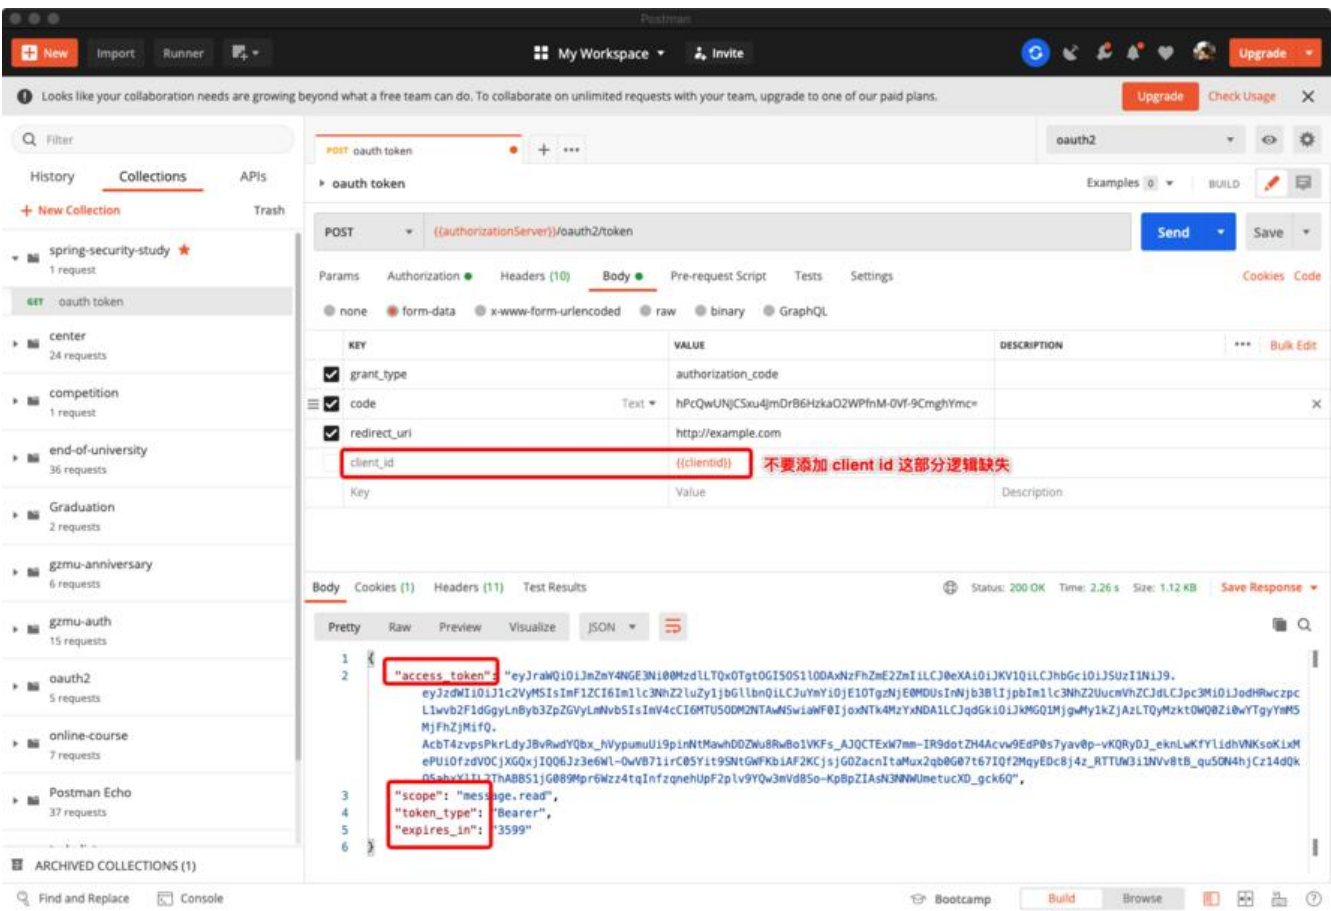 Postman
New
Import
Runner
My Workspace
Invite
Upgrade
Looks like your collaboration needs are growing beyond what a free team can do. To collaborate on unlimited requests with your team, upgrade to one of our paid plans.
Upgrade
Check Usage
Filter
History
Collections
APIs
+ New Collection
Trash
spring-security-study
1 request
GET oauth token
center
24 requests
competition
1 request
end-of-university
36 requests
Graduation
2 requests
gzmu-anniversary
6 requests
gzmu-auth
15 requests
oauth2
5 requests
online-course
7 requests
Postman Echo
37 requests
ARCHIVED COLLECTIONS (1)
POST oauth token
oauth2
oauth token
Examples 0
BUILD
POST
{{authorizationServer}}/oauth2/token
Send
Save
Params
Authorization
Headers (10)
Body
Pre-request Script
Tests
Settings
Cookies
Code
none
form-data
x-www-form-urlencoded
raw
binary
GraphQL
KEY
VALUE
DESCRIPTION
Bulk Edit
grant_type
authorization_code
code
Text
redirect_uri
http://example.com
client_id
{{clientid}}
不要添加 client id 这部分逻辑缺失
Key
Value
Description
Body
Cookies (1)
Headers (11)
Test Results
Status: 200 OK
Time: 2.26 s
Size: 1.12 KB
Save Response
Pretty
Raw
Preview
Visualize
JSON
1 {
2 "access_token":
3 "scope": "message.read",
4 "token_type": "Bearer",
5 "expires_in": "3599"
6 }
Find and Replace
Console
Bootcamp
Build
Browse